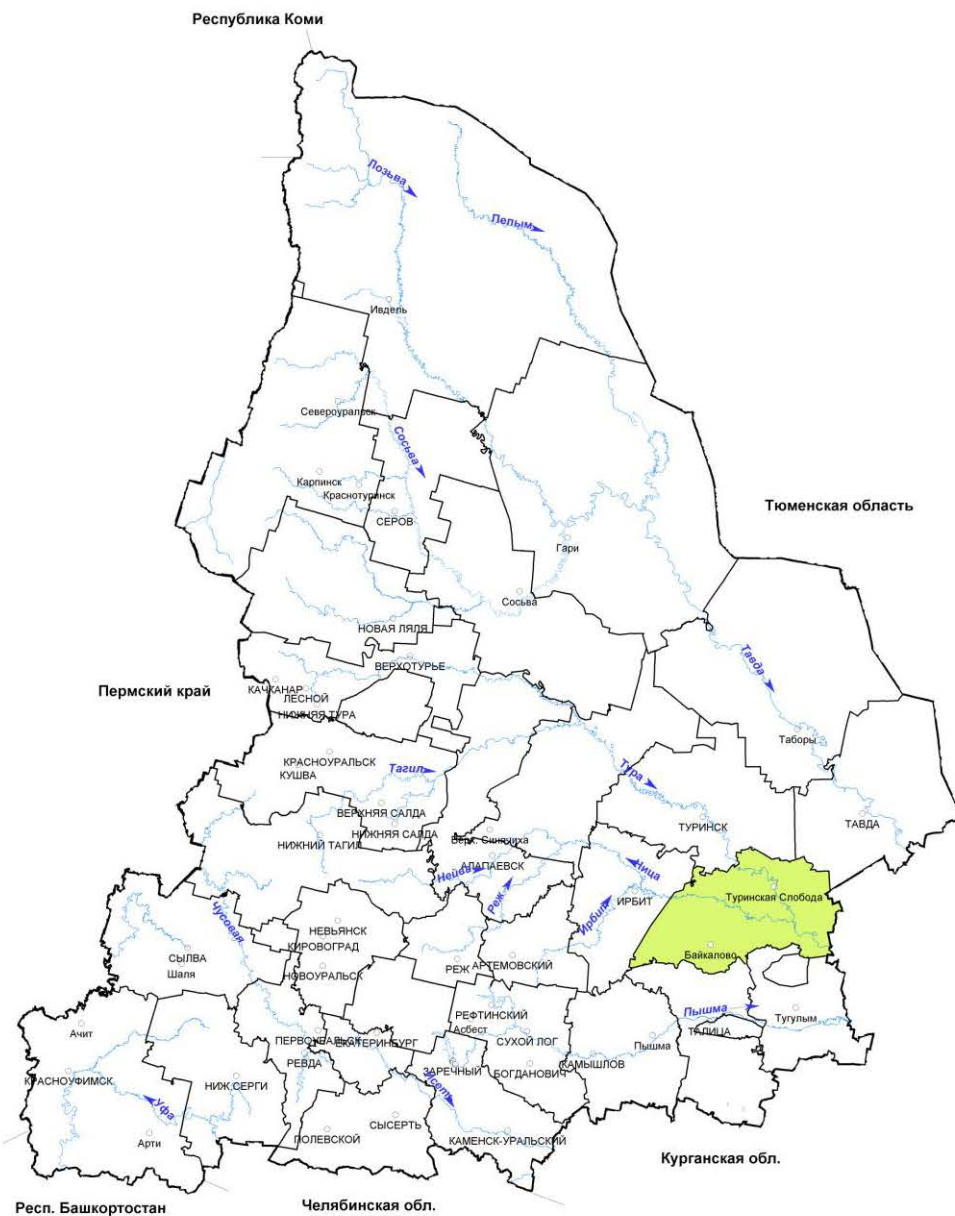 Республика Коми
Лозьва
Пелым
Ивдель
Североуральск
Сосьва
Карпинск
Краснотуринск
СЕРОВ
Тюменская область
Гари
Сосьва
НОВАЯ ЛЯЛЯ
ВЕРХОТУРЬЕ
Тавда
Пермский край
КАЧКАНАР
ЛЕСНОЙ
НИЖНЯЯ ТУРА
Таборы
КРАСНОУРАЛЬСК
КУШВА
Тагил
Тура
ВЕРХНЯЯ САЛДА
ТУРИНСК
ТАВДА
НИЖНЯЯ САЛДА
НИЖНИЙ ТАГИЛ
Верх. Синячиха
АЛАПАЕВСК
Нейва
Ница
Реж
Ирбит
ИРБИТ
Туринская Слобода
Чусовая
НЕВЬЯНСК
КИРОВОГРАД
Байкалово
СЫЛВА
Шаля
НОВОУРАЛЬСК
РЕЖ
АРТЕМОВСКИЙ
РЕФТИНСКИЙ
Асбест
Пышма
Тугулым
ТАЛИЦА
Ачит
ПЕРВОУРАЛЬСК
ЕКАТЕРИНБУРГ
СУХОЙ ЛОГ
Пышма
РЕВДА
ЗАРЕЧНЫЙ
БОГДАНОВИЧ
КАМЫШЛОВ
КРАСНОУФИМСК
НИЖ.СЕРГИ
Исеть
Уфа
СЫСЕРТЬ
Арти
ПОЛЕВСКОЙ
КАМЕНСК-УРАЛЬСКИЙ
Курганская обл.
Респ. Башкортостан
Челябинская обл.